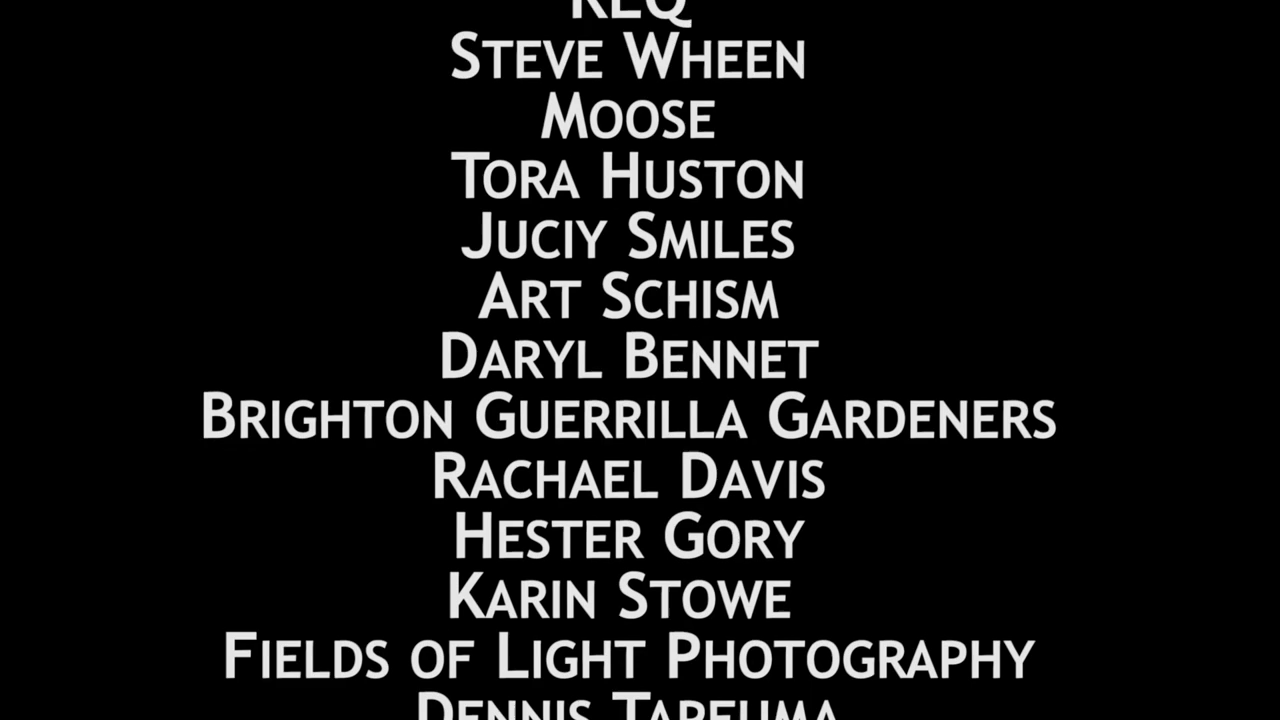 REQ
STEVE WHEEN
MOOSE
TORA HUSTON
JUCIY SMILES
ART SCHISM
DARYL BENNET
BRIGHTON GUERRILLA GARDENERS
RACHAEL DAVIS
HESTER GORY
KARIN STOWE
FIELDS OF LIGHT PHOTOGRAPHY
DENNIS